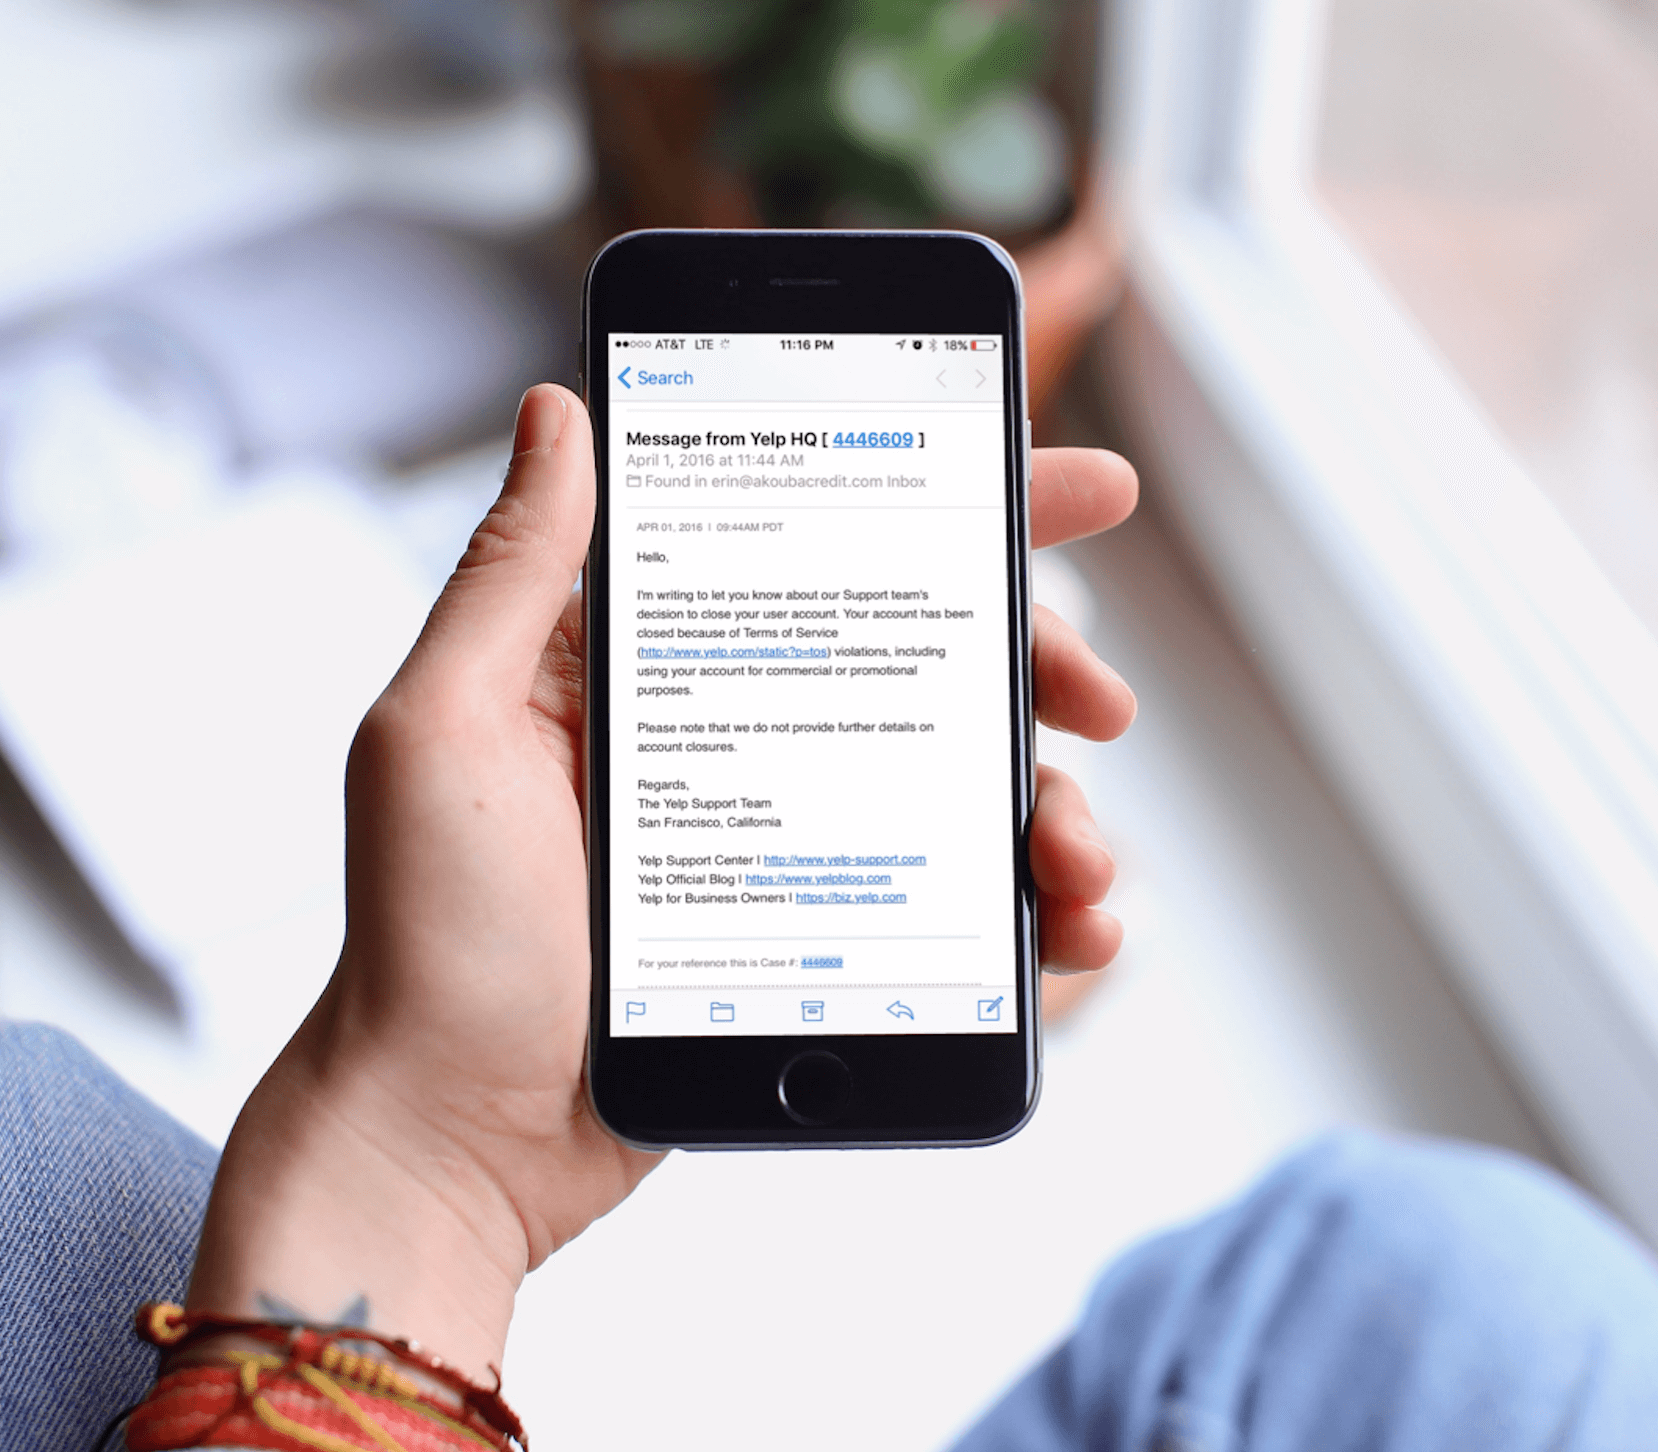 AT&T LTE 11:16 PM 18%
Search
Message from Yelp HQ [ 4446609 ]
April 1, 2016 at 11:44 AM
Found in erin@akoubacredit.com Inbox
APR 01, 2016 | 09:44AM PDT
Hello,
I'm writing to let you know about our Support team's
decision to close your user account. Your account has been
closed because of Terms of Service
(http://www.yelp.com/static?p=tos) violations, including
using your account for commercial or promotional
purposes.
Please note that we do not provide further details on
account closures.
Regards,
The Yelp Support Team
San Francisco, California
Yelp Support Center | http://www.yelp-support.com
Yelp Official Blog | https://www.yelpblog.com
Yelp for Business Owners | https://biz.yelp.com
For your reference this is Case #: 4446609